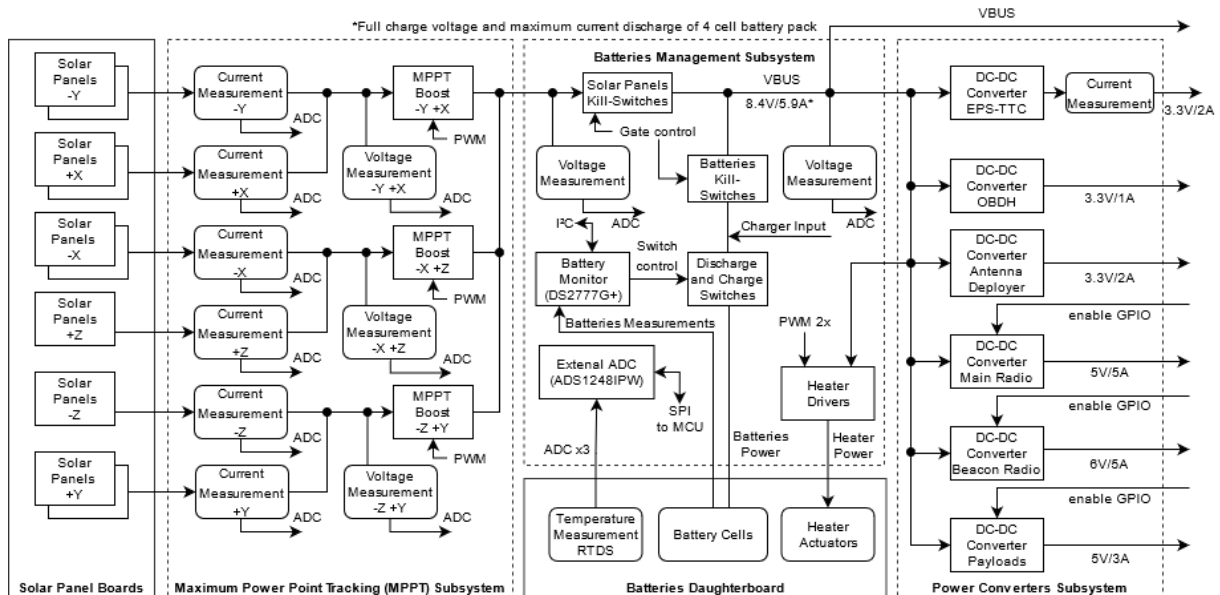 *Full charge voltage and maximum current discharge of 4 cell battery pack
VBUS
Solar
Panels
-Y
Solar
Panels
+X
Solar
Panels
-X
Solar
Panels
+Z
Solar
Panels
-Z
Solar
Panels
+Y
Solar Panel Boards
Current
Measurement
-Y
ADC
Current
Measurement
+X
ADC
Current
Measurement
-X
ADC
Current
Measurement
+Z
ADC
Current
Measurement
-Z
ADC
Current
Measurement
+Y
ADC
MPPT
Boost
-Y +X
PWM
Voltage
Measurement
-Y +X
ADC
MPPT
Boost
-X +Z
PWM
Voltage
Measurement
-X +Z
ADC
MPPT
Boost
-Z +Y
PWM
Voltage
Measurement
-Z +Y
ADC
Maximum Power Point Tracking (MPPT) Subsystem
Batteries Management Subsystem
Solar Panels
Kill-Switches
VBUS
8.4V/5.9A*
Gate control
Voltage
Measurement
ADC
Batteries
Kill-
Switches
Voltage
Measurement
ADC
I²C
Charger Input
Battery
Monitor
(DS2777G+)
Switch
control
Discharge
and Charge
Switches
Batteries Measurements
PWM 2x
Extenal ADC
(ADS1248IPW)
SPI
to MCU
Heater
Drivers
ADC x3
Batteries
Power
Heater
Power
Temperature
Measurement
RTDS
Battery Cells
Heater
Actuators
Batteries Daughterboard
DC-DC
Converter
EPS-TTC
Current
Measurement
3.3V/2A
DC-DC
Converter
OBDH
3.3V/1A
DC-DC
Converter
Antenna
Deployer
3.3V/2A
enable GPIO
DC-DC
Converter
Main Radio
5V/5A
enable GPIO
DC-DC
Converter
Beacon Radio
6V/5A
enable GPIO
DC-DC
Converter
Payloads
5V/3A
Power Converters Subsystem